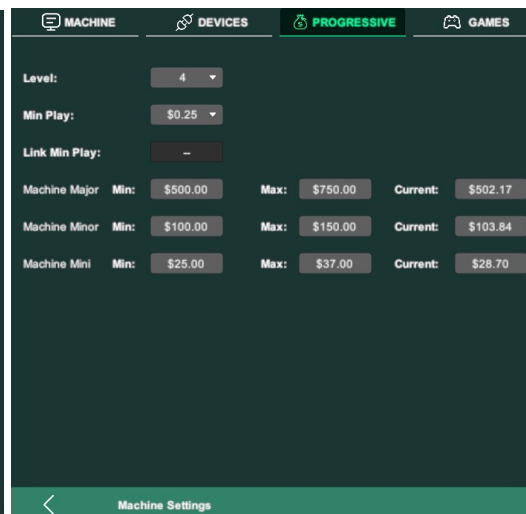 MACHINE DEVICES PROGRESSIVE GAMES
Level: 4
Min Play: $0.25
Link Min Play: --
Machine Major Min: $500.00 Max: $750.00 Current: $502.17
Machine Minor Min: $100.00 Max: $150.00 Current: $103.84
Machine Mini Min: $25.00 Max: $37.00 Current: $28.70
Machine Settings